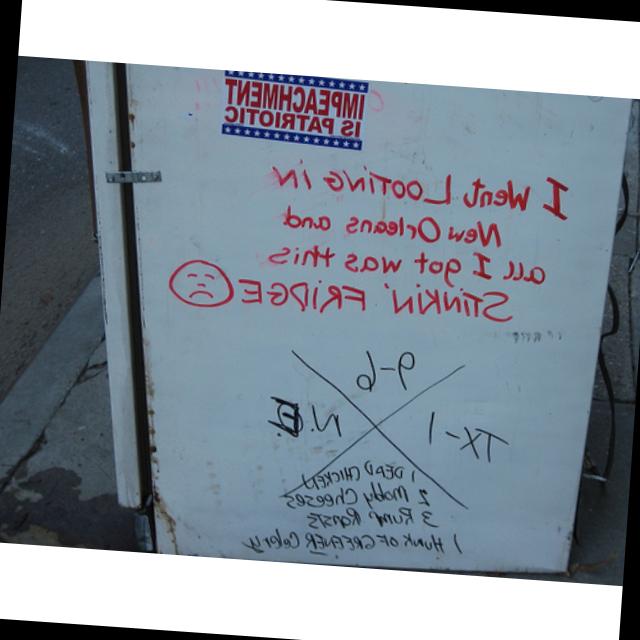 IMPEACHMENT
IS PATRIOTIC
I Went LOOTING iN
New Orleans and
all I got was this
STINKIN' FRIDGE
9-6
TX-1
N.E.
1 DEAD CHICKEN
2 Moldy Cheeses
3 Rump Roasts
1 Hunk OF GREENER Celery